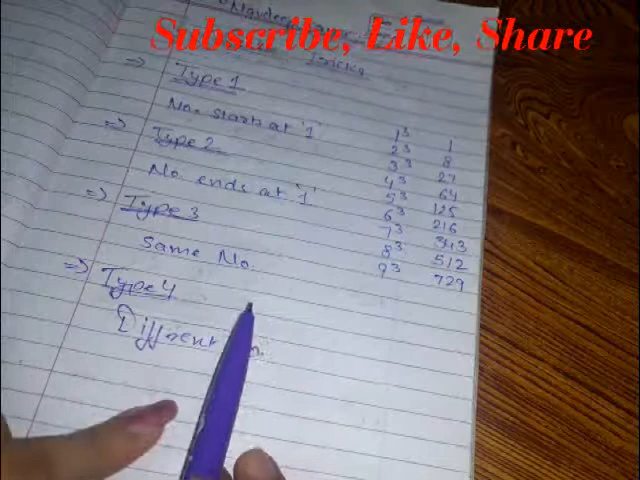 Subscribe, Like, Share
Tricks
⇒ Type 1
No. starts at '1'
⇒ Type 2
No. ends at '1'
⇒ Type 3
Same No.
⇒ Type 4
Diffrent
1³ 1
2³ 8
3³ 27
4³ 64
5³ 125
6³ 216
7³ 343
8³ 512
9³ 729